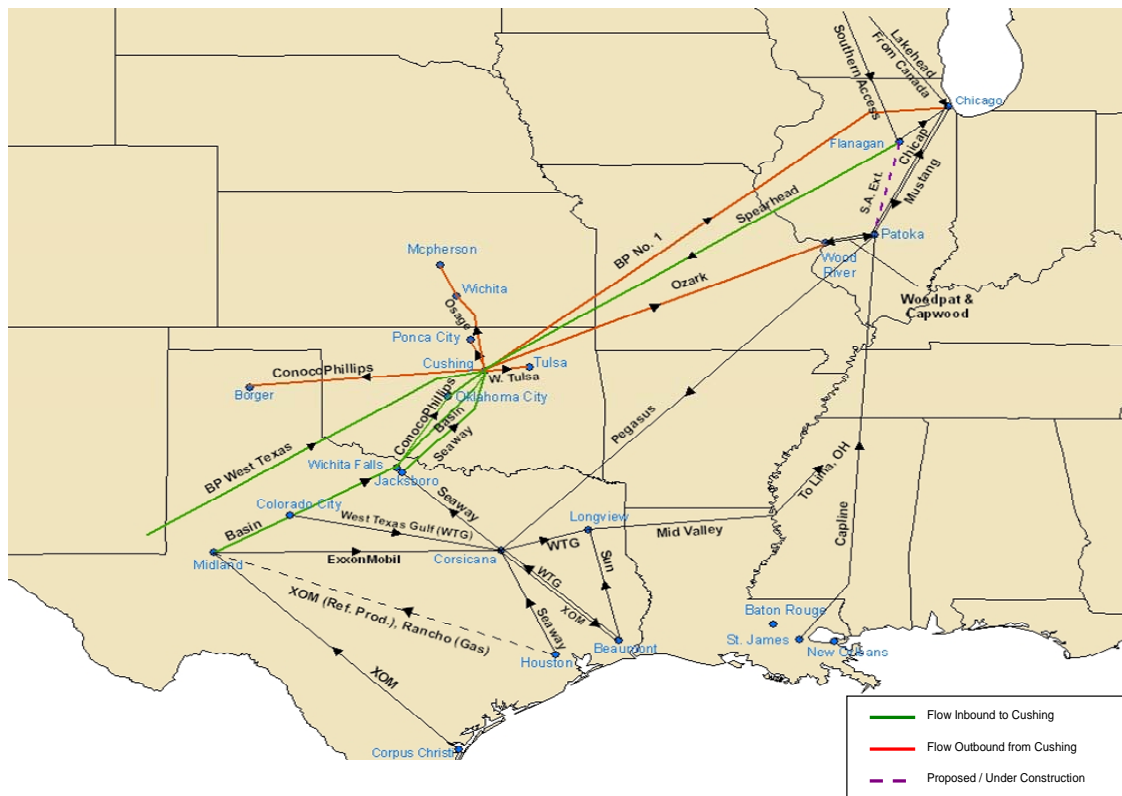 Southern Access
Lakehead
From Canada
Chicago
Flanagan
Chicap
Mustang
S.A. Ext.
Spearhead
Patoka
Wood
River
BP No. 1
Mcpherson
Ozark
Wichita
Woodpat &
Capwood
Osage
Ponca City
Cushing
Tulsa
W. Tulsa
ConocoPhillips
Borger
Oklahoma City
ConocoPhillips
Basin
Seaway
Pegasus
BP West Texas
Wichita Falls
Jacksboro
To Lima, OH
Colorado City
Seaway
West Texas Gulf (WTG)
Longview
Basin
Mid Valley
Capline
WTG
Midland
ExxonMobil
Corsicana
Sun
WTG
XOM
XOM (Ref. Prod.), Rancho (Gas)
Seaway
Baton Rouge
St. James
Beaumont
New Orleans
Houston
XOM
Corpus Christi
Flow Inbound to Cushing
Flow Outbound from Cushing
Proposed / Under Construction